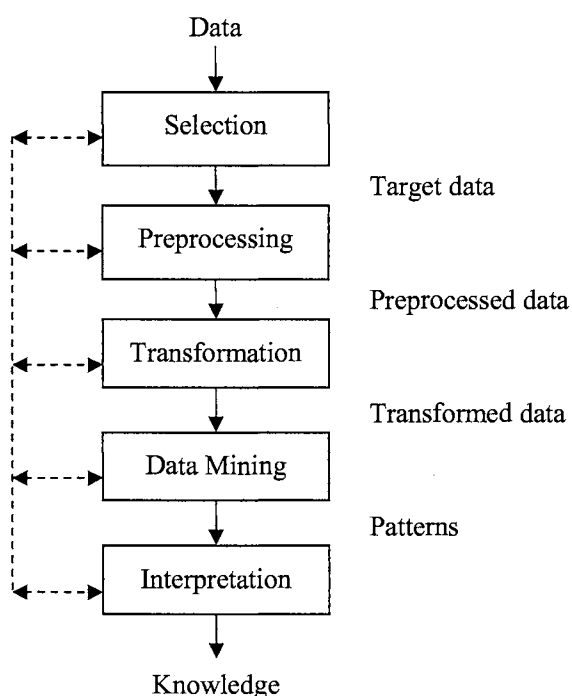 Data
Selection
Target data
Preprocessing
Preprocessed data
Transformation
Transformed data
Data Mining
Patterns
Interpretation
Knowledge